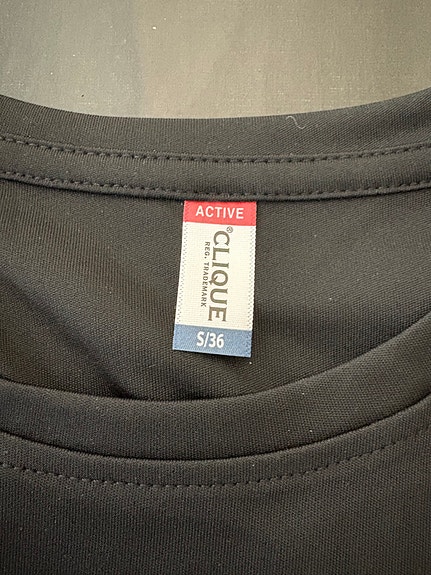 ACTIVE
CLIQUE®
REG. TRADEMARK
S/36